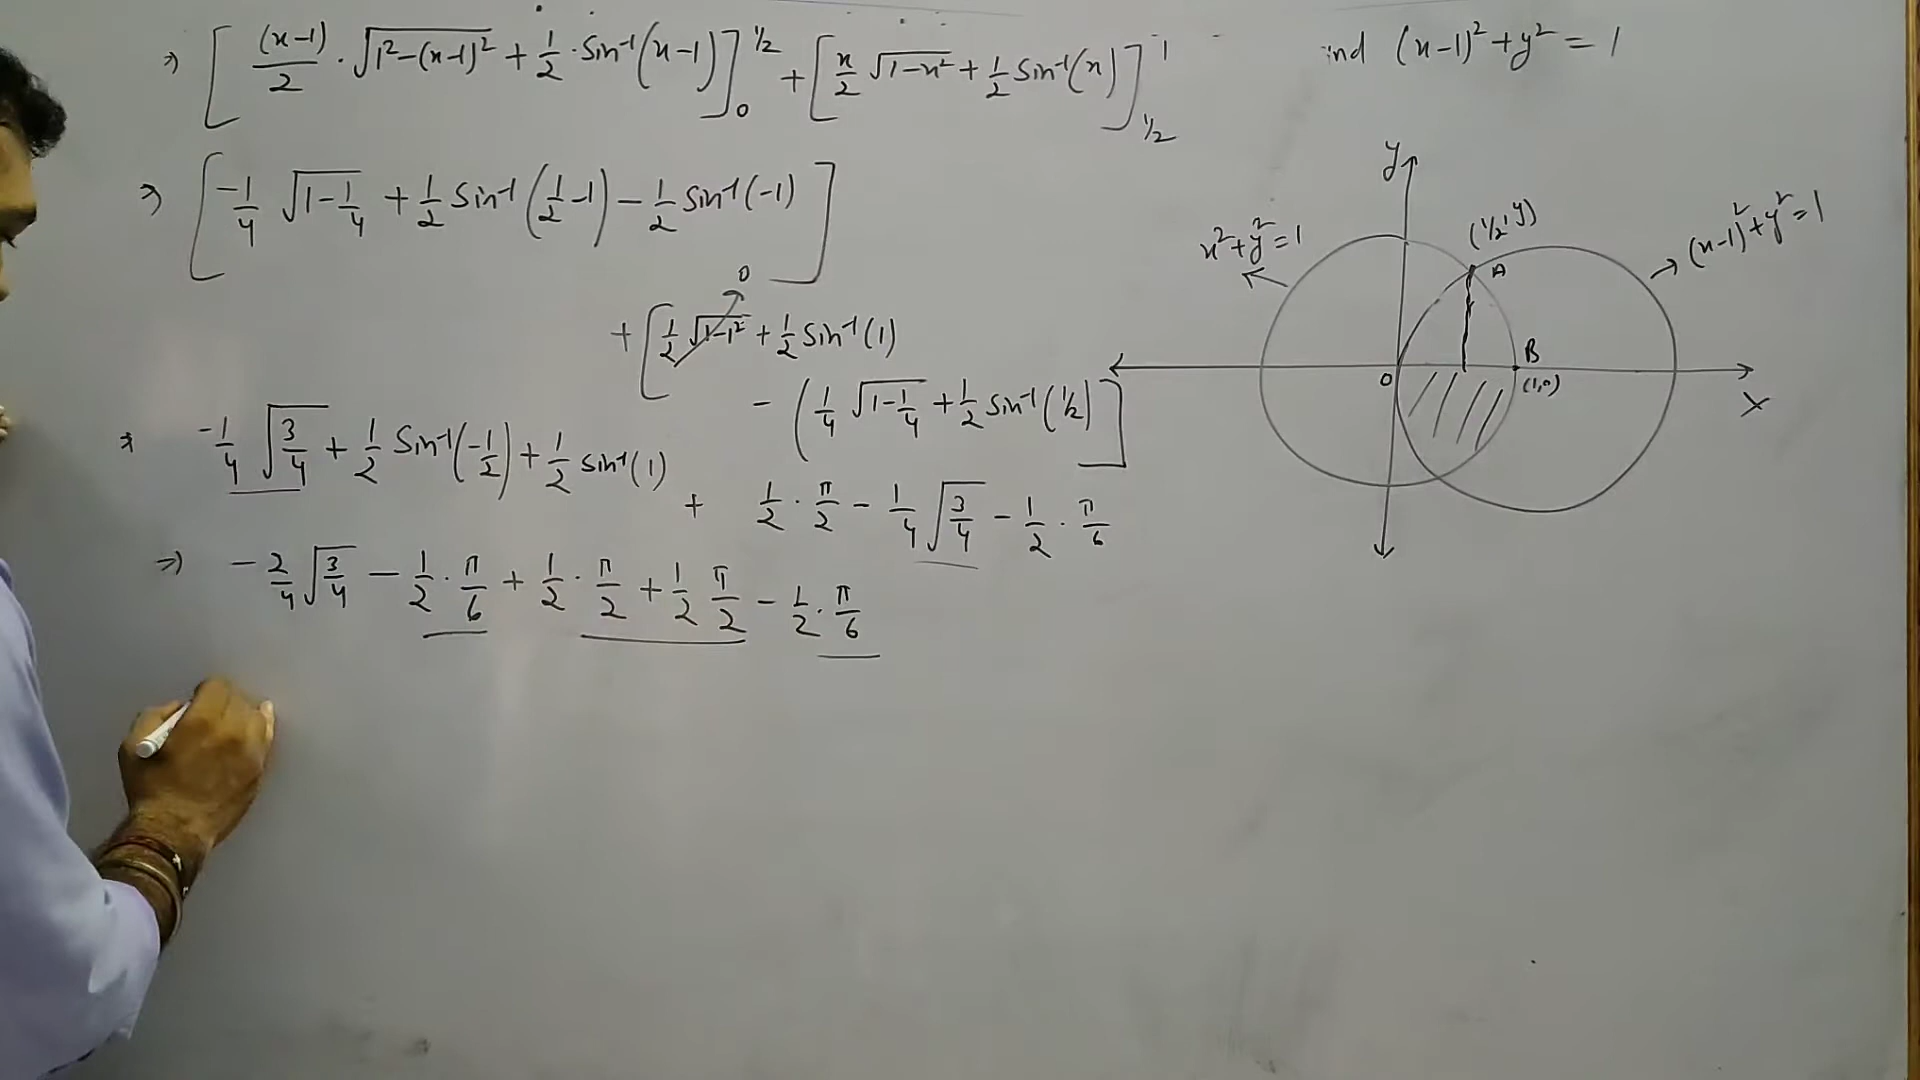 ⇒ [ (x-1)/2 · √(1²-(x-1)²) + 1/2 · Sin⁻¹(x-1) ]₀^½ + [ x/2 √(1-x²) + 1/2 Sin⁻¹(x) ]_½^1
(x-1)² + y² = 1
⇒ [ -1/4 √(1-1/4) + 1/2 Sin⁻¹(1/2-1) - 1/2 Sin⁻¹(-1) ]
+ [ 1/2 √(1-1²) ↗ 0 + 1/2 Sin⁻¹(1)
- ( 1/4 √(1-1/4) + 1/2 Sin⁻¹(1/2) ]
⇒ -1/4 √(3/4) + 1/2 Sin⁻¹(-1/2) + 1/2 Sin⁻¹(1) + 1/2 · π/2 - 1/4 √(3/4) - 1/2 · π/6
⇒ -2/4 √(3/4) - 1/2 · π/6 + 1/2 · π/2 + 1/2 π/2 - 1/2 · π/6
y
(1/2, y)
A
x² + y² = 1
(x-1)² + y² = 1
O
B
(1,0)
X